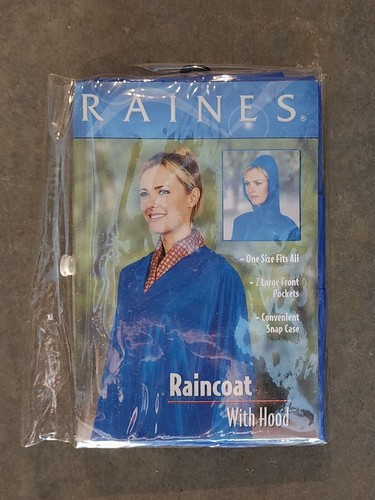 RAINES®
- One Size Fits All
- 2 Large Front
Pockets
- Convenient
Snap Case
Raincoat
With Hood